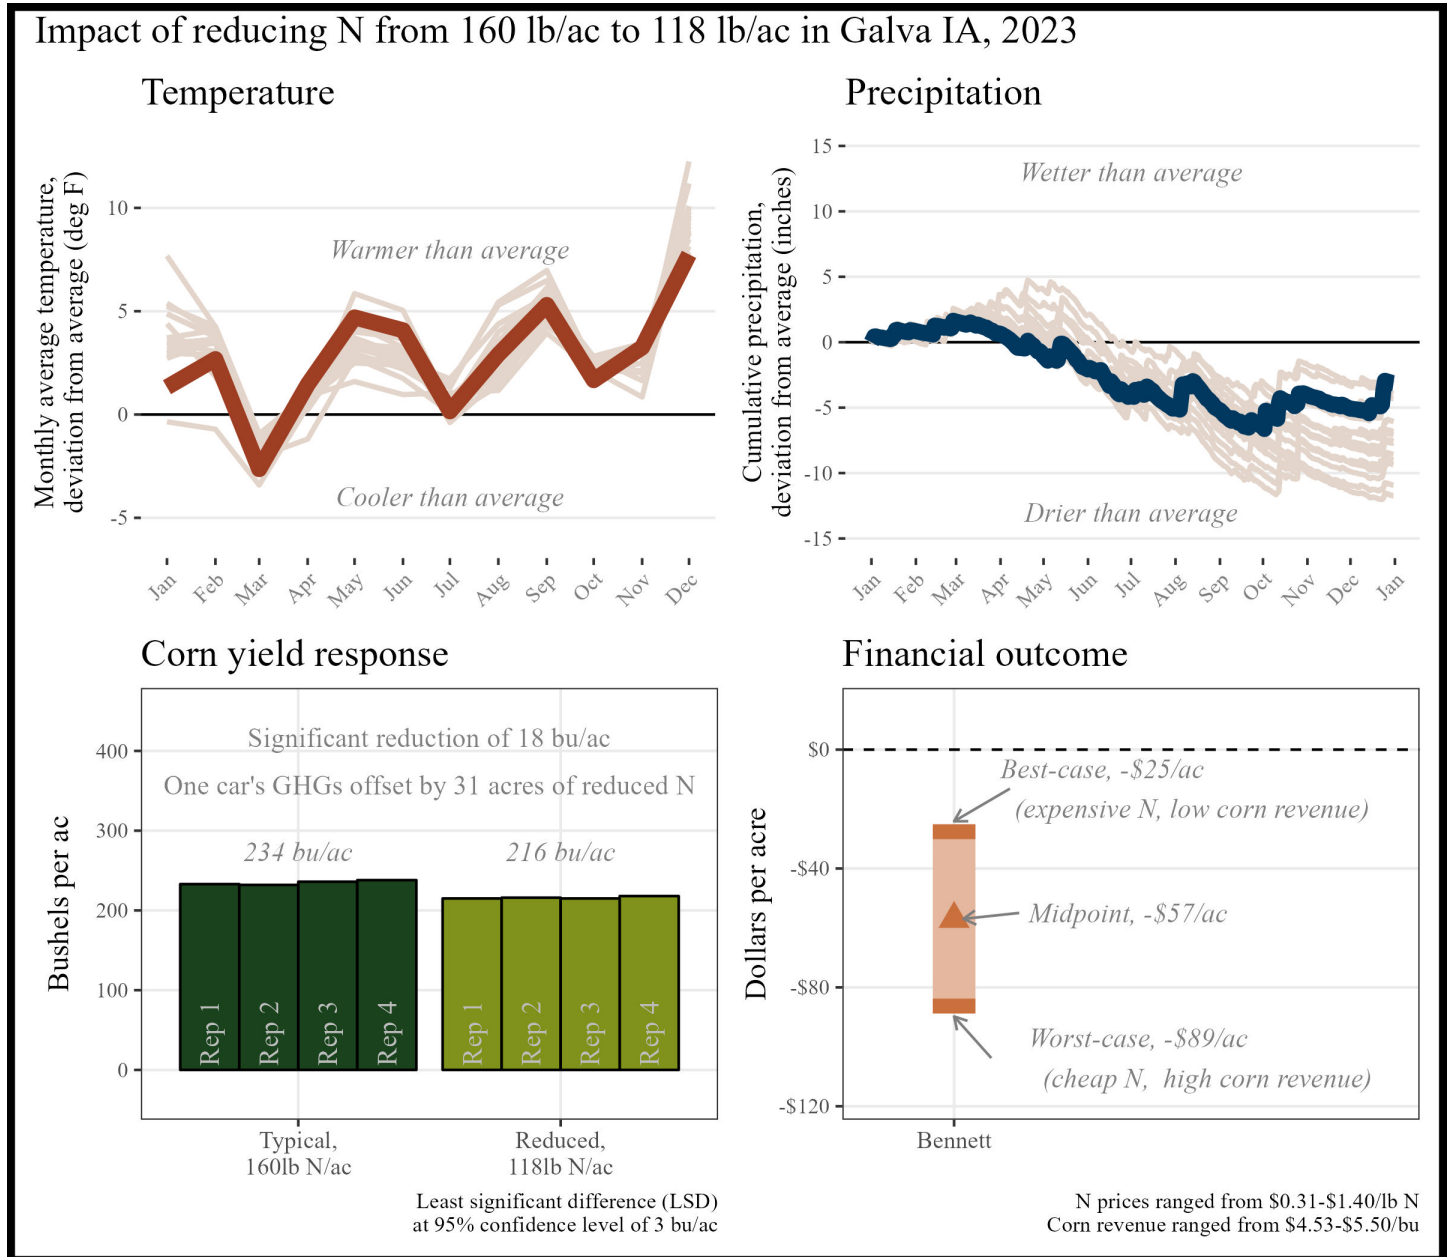 Impact of reducing N from 160 lb/ac to 118 lb/ac in Galva IA, 2023
Temperature
Monthly average temperature,
deviation from average (deg F)
10
5
0
-5
Warmer than average
Cooler than average
Jan
Feb
Mar
Apr
May
Jun
Jul
Aug
Sep
Oct
Nov
Dec
Precipitation
Cumulative precipitation,
deviation from average (inches)
15
10
5
0
-5
-10
-15
Wetter than average
Drier than average
Jan
Feb
Mar
Apr
May
Jun
Jul
Aug
Sep
Oct
Nov
Dec
Jan
Corn yield response
Bushels per ac
400
300
200
100
0
Significant reduction of 18 bu/ac
One car's GHGs offset by 31 acres of reduced N
234 bu/ac
216 bu/ac
Rep 1
Rep 2
Rep 3
Rep 4
Rep 1
Rep 2
Rep 3
Rep 4
Typical,
160lb N/ac
Reduced,
118lb N/ac
Least significant difference (LSD)
at 95% confidence level of 3 bu/ac
Financial outcome
Dollars per acre
$0
-$40
-$80
-$120
Best-case, -$25/ac
(expensive N, low corn revenue)
Midpoint, -$57/ac
Worst-case, -$89/ac
(cheap N,  high corn revenue)
Bennett
N prices ranged from $0.31-$1.40/lb N
Corn revenue ranged from $4.53-$5.50/bu